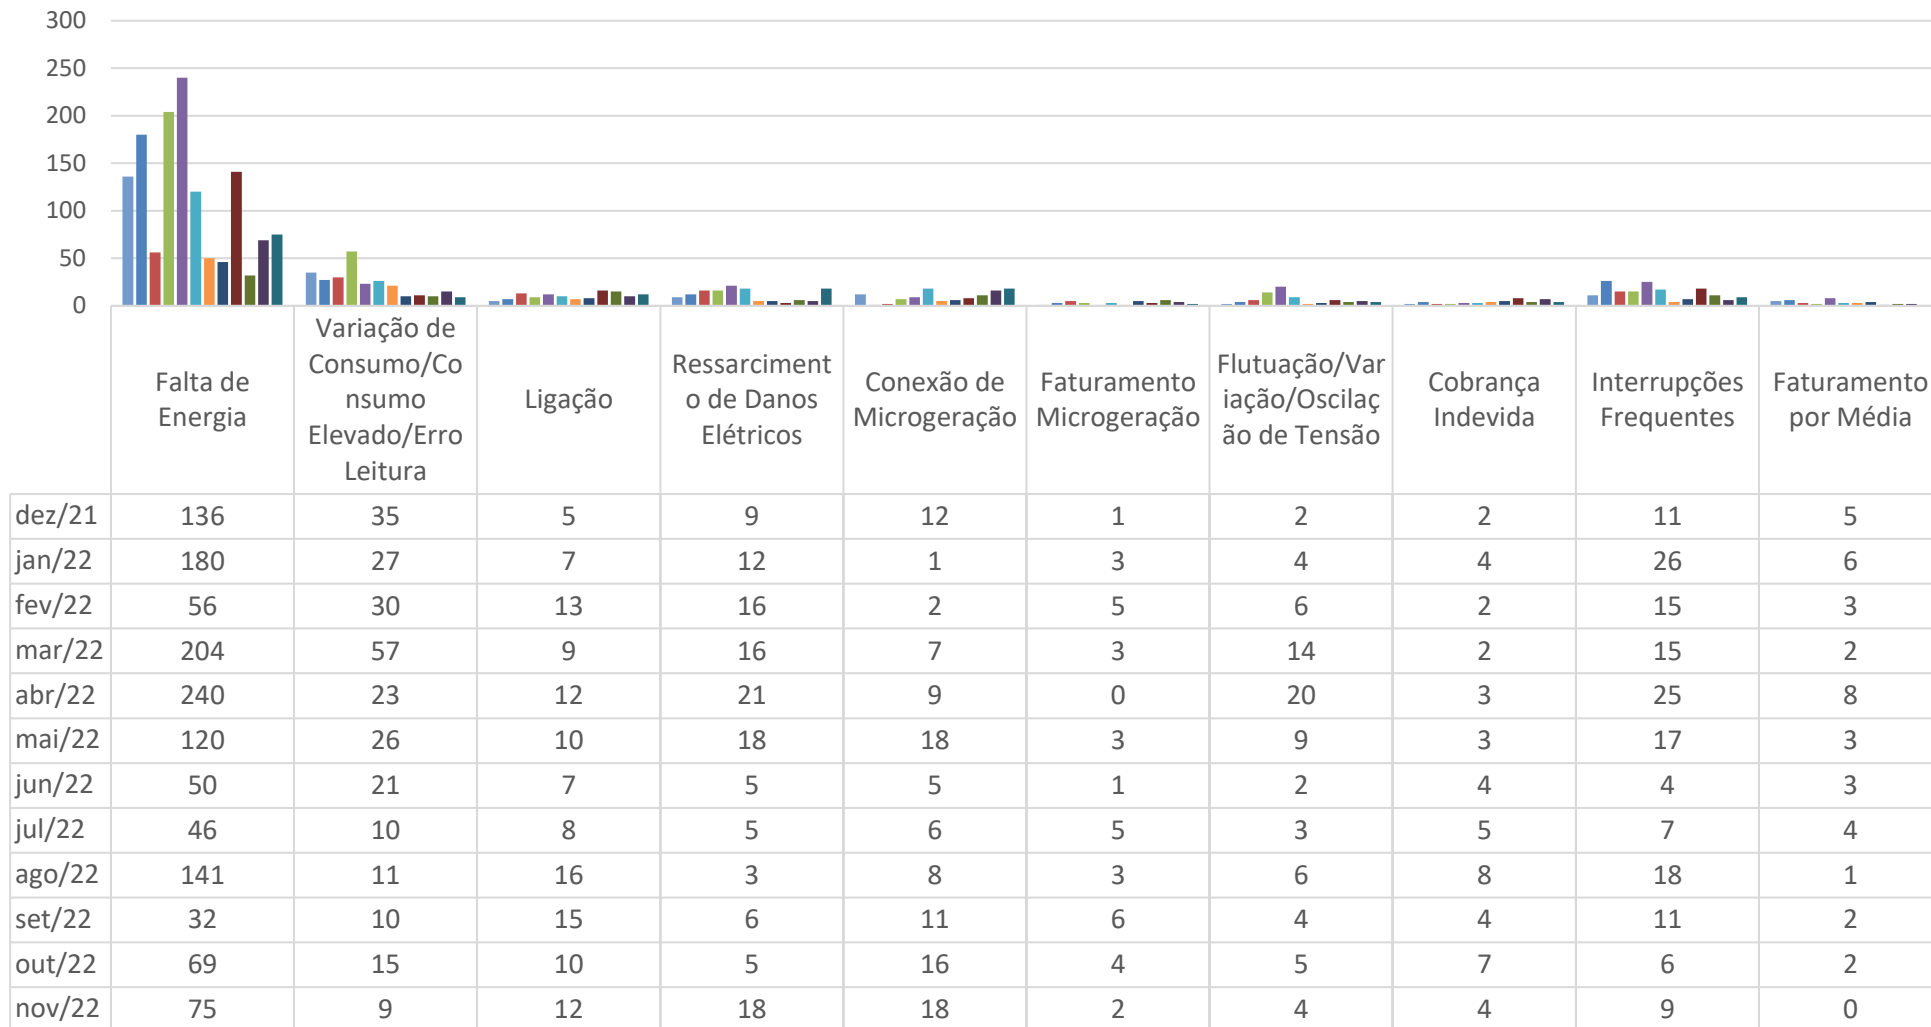 300
250
200
150
100
50
0
Falta de
Energia
Variação de
Consumo/Co
nsumo
Elevado/Erro
Leitura
Ligação
Ressarciment
o de Danos
Elétricos
Conexão de
Microgeração
Faturamento
Microgeração
Flutuação/Var
iação/Oscilaç
ão de Tensão
Cobrança
Indevida
Interrupções
Frequentes
Faturamento
por Média
dez/21 136 35 5 9 12 1 2 2 11 5
jan/22 180 27 7 12 1 3 4 4 26 6
fev/22 56 30 13 16 2 5 6 2 15 3
mar/22 204 57 9 16 7 3 14 2 15 2
abr/22 240 23 12 21 9 0 20 3 25 8
mai/22 120 26 10 18 18 3 9 3 17 3
jun/22 50 21 7 5 5 1 2 4 4 3
jul/22 46 10 8 5 6 5 3 5 7 4
ago/22 141 11 16 3 8 3 6 8 18 1
set/22 32 10 15 6 11 6 4 4 11 2
out/22 69 15 10 5 16 4 5 7 6 2
nov/22 75 9 12 18 18 2 4 4 9 0